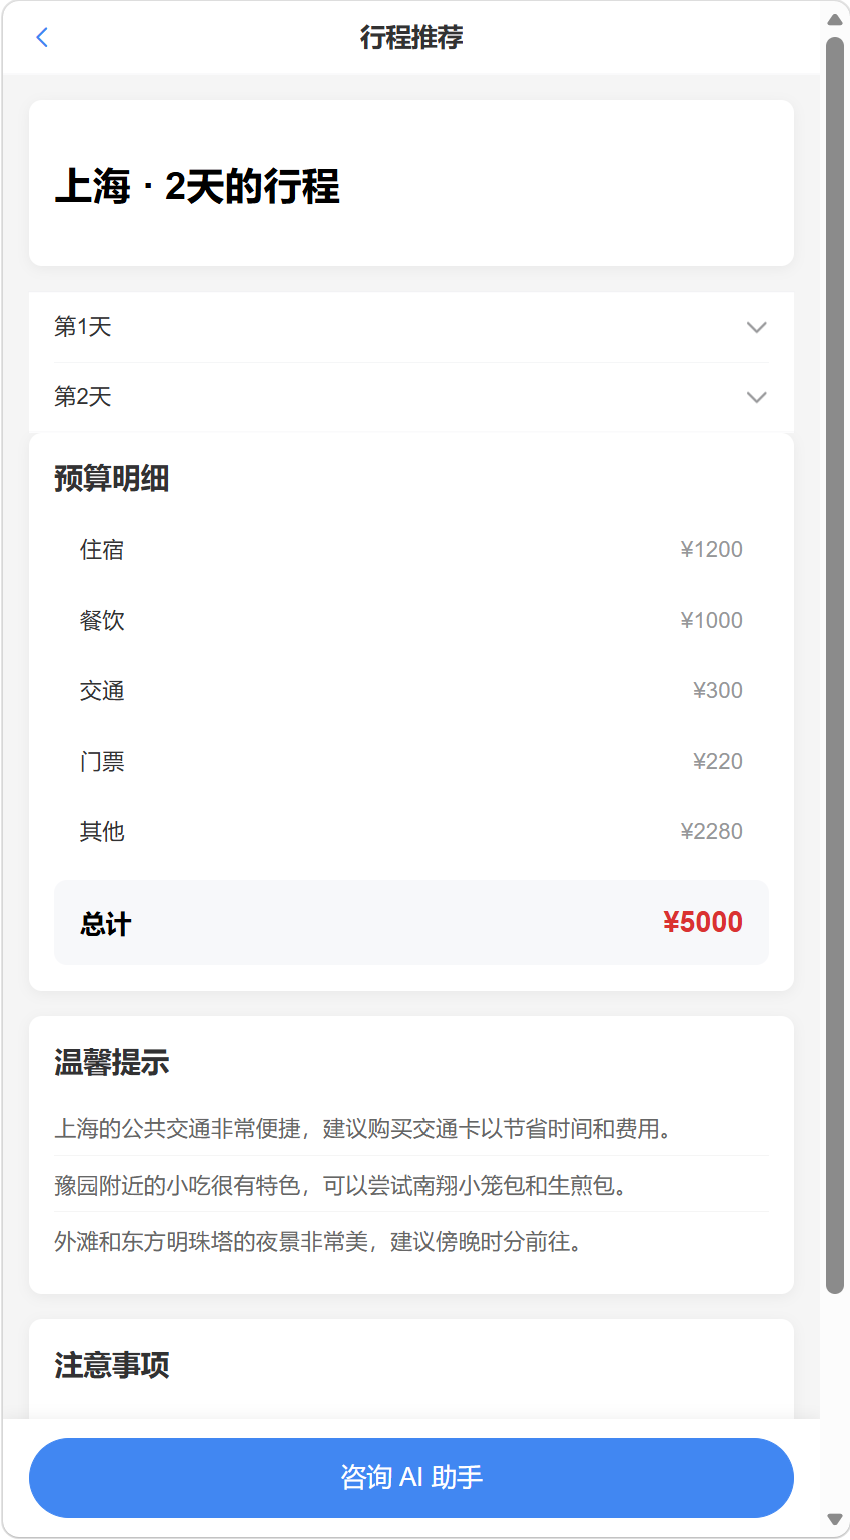 行程推荐
上海 · 2天的行程
第1天
第2天
预算明细
住宿 ¥1200
餐饮 ¥1000
交通 ¥300
门票 ¥220
其他 ¥2280
总计 ¥5000
温馨提示
上海的公共交通非常便捷，建议购买交通卡以节省时间和费用。
豫园附近的小吃很有特色，可以尝试南翔小笼包和生煎包。
外滩和东方明珠塔的夜景非常美，建议傍晚时分前往。
注意事项
咨询 AI 助手